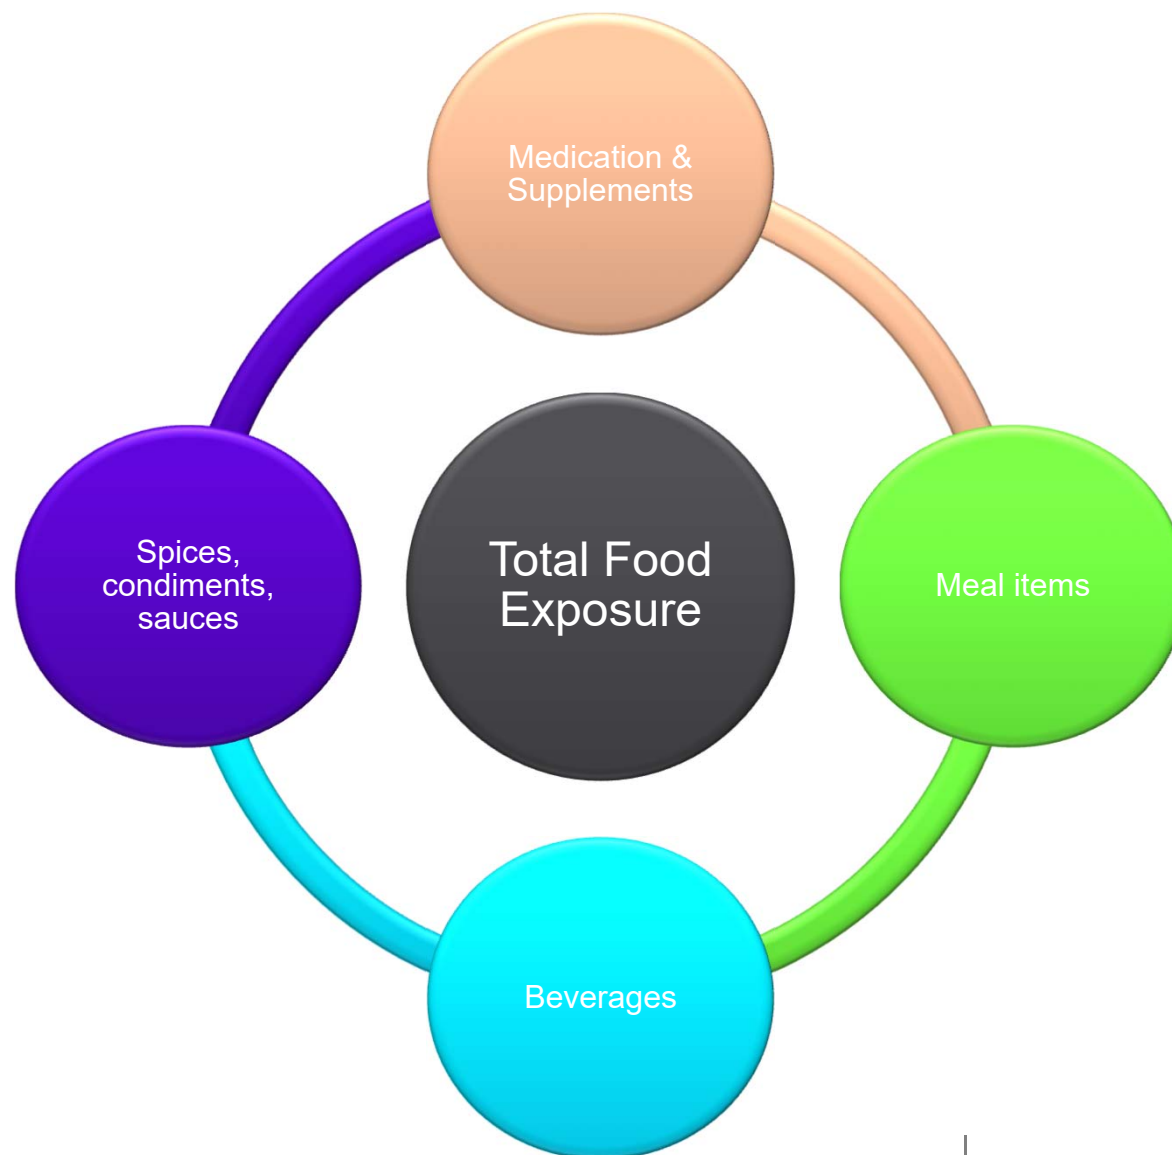 Medication &
Supplements
Spices,
condiments,
sauces
Total Food
Exposure
Meal items
Beverages